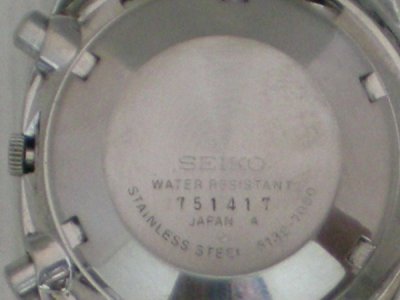 SEIKO
WATER RESISTANT
751417
JAPAN A
STAINLESS STEEL